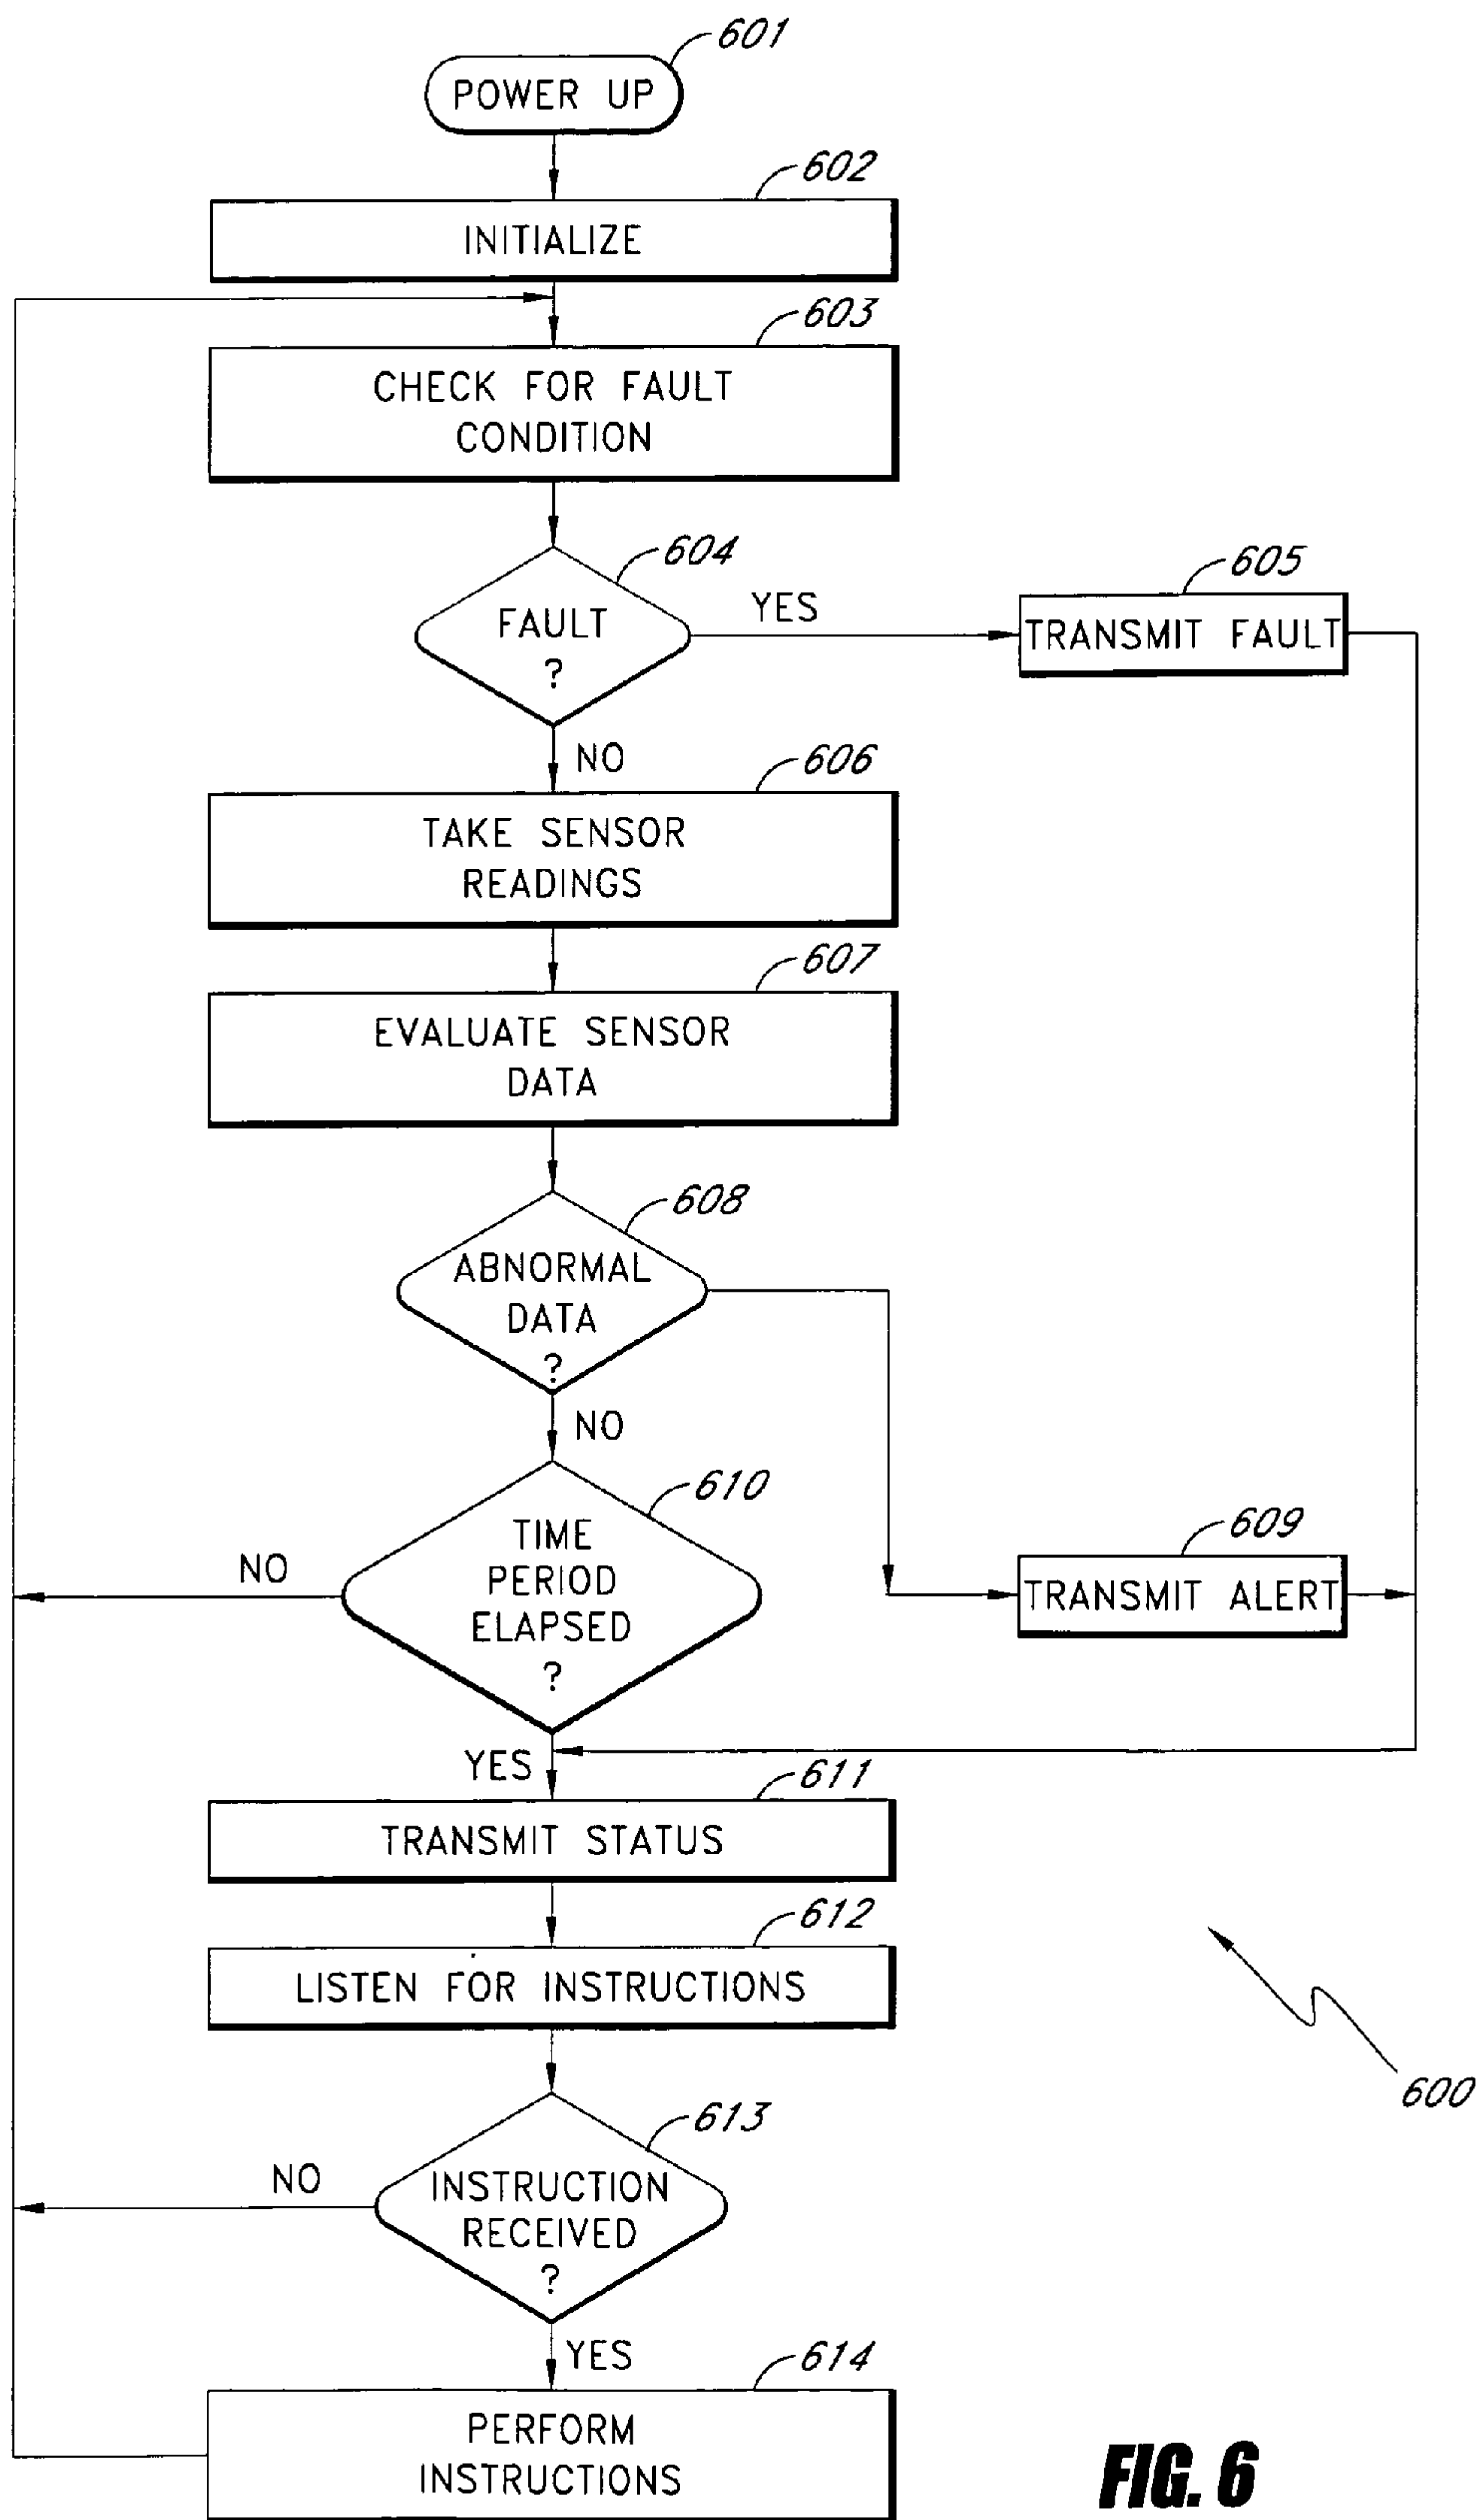 601
POWER UP
602
INITIALIZE
603
CHECK FOR FAULT
CONDITION
604
FAULT
?
YES
605
TRANSMIT FAULT
NO
606
TAKE SENSOR
READINGS
607
EVALUATE SENSOR
DATA
608
ABNORMAL
DATA
?
NO
610
TIME
PERIOD
ELAPSED
?
NO
609
TRANSMIT ALERT
YES
611
TRANSMIT STATUS
612
LISTEN FOR INSTRUCTIONS
613
INSTRUCTION
RECEIVED
?
NO
600
YES
614
PERFORM
INSTRUCTIONS
FIG. 6